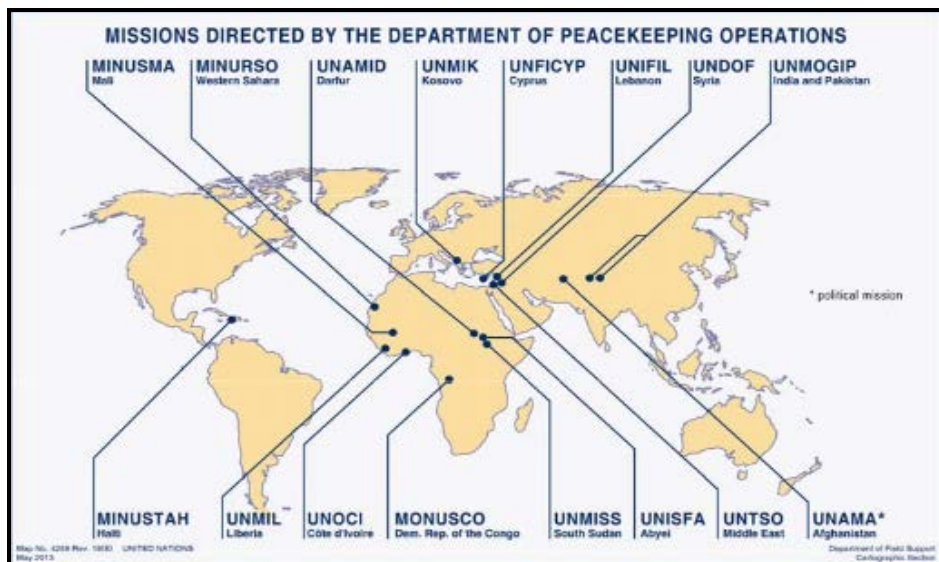 MISSIONS DIRECTED BY THE DEPARTMENT OF PEACEKEEPING OPERATIONS
MINUSMA
Mali
MINURSO
Western Sahara
UNAMID
Darfur
UNMIK
Kosovo
UNFICYP
Cyprus
UNIFIL
Lebanon
UNDOF
Syria
UNMOGIP
India and Pakistan
* political mission
MINUSTAH
Haiti
UNMIL
Liberia
UNOCI
Côte d'Ivoire
MONUSCO
Dem. Rep. of the Congo
UNMISS
South Sudan
UNISFA
Abyei
UNTSO
Middle East
UNAMA*
Afghanistan
Map No. Rev. UNITED NATIONS
May 2013
Department of Field Support
Cartographic Section